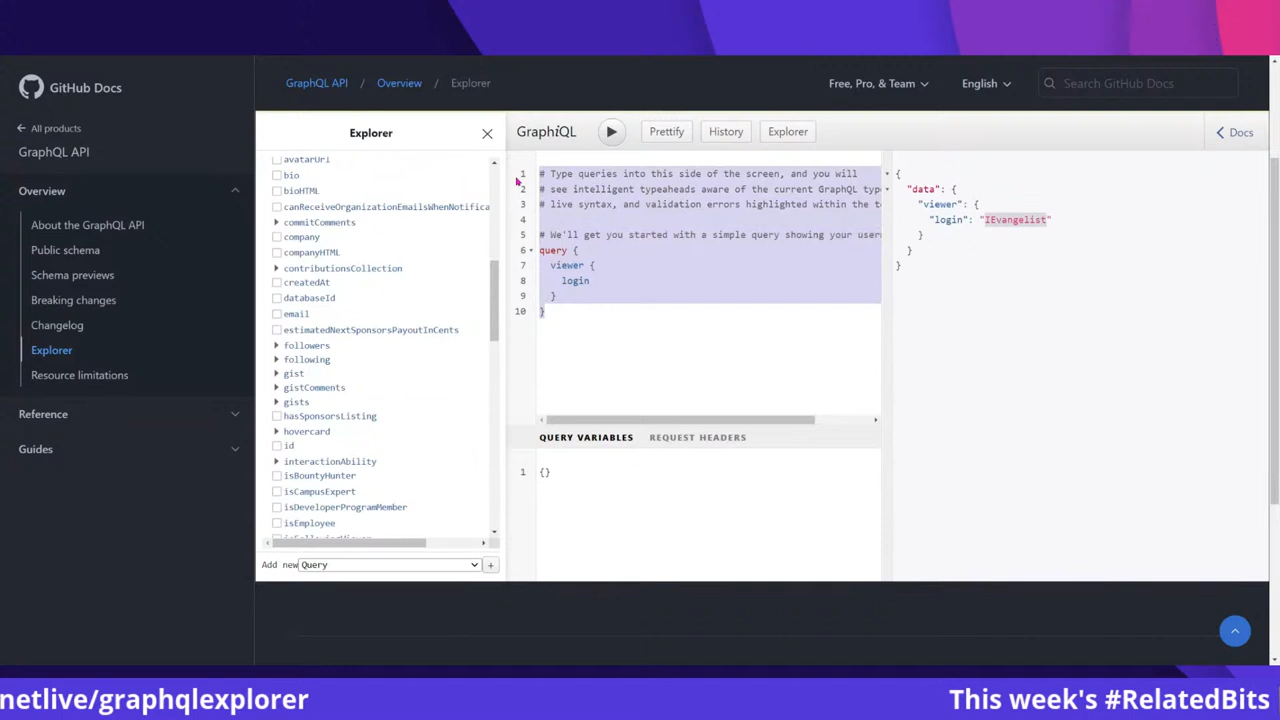 GitHub Docs
GraphQL API / Overview / Explorer
Free, Pro, & Team
English
Search GitHub Docs
All products
GraphQL API
Overview
About the GraphQL API
Public schema
Schema previews
Breaking changes
Changelog
Explorer
Resource limitations
Reference
Guides
Explorer
avatarUrl
bio
bioHTML
canReceiveOrganizationEmailsWhenNotifica
commitComments
company
companyHTML
contributionsCollection
createdAt
databaseId
email
estimatedNextSponsorsPayoutInCents
followers
following
gist
gistComments
gists
hasSponsorsListing
hovercard
id
interactionAbility
isBountyHunter
isCampusExpert
isDeveloperProgramMember
isEmployee
Add new Query +
GraphiQL
Prettify
History
Explorer
Docs
1 # Type queries into this side of the screen, and you will
2 # see intelligent typeaheads aware of the current GraphQL typ
3 # live syntax, and validation errors highlighted within the t
4
5 # We'll get you started with a simple query showing your user
6 query {
7 viewer {
8 login
9 }
10 }
QUERY VARIABLES REQUEST HEADERS
1 {}
{
"data": {
"viewer": {
"login": "IEvangelist"
}
}
}
netlive/graphqlexplorer
This week's #RelatedBits